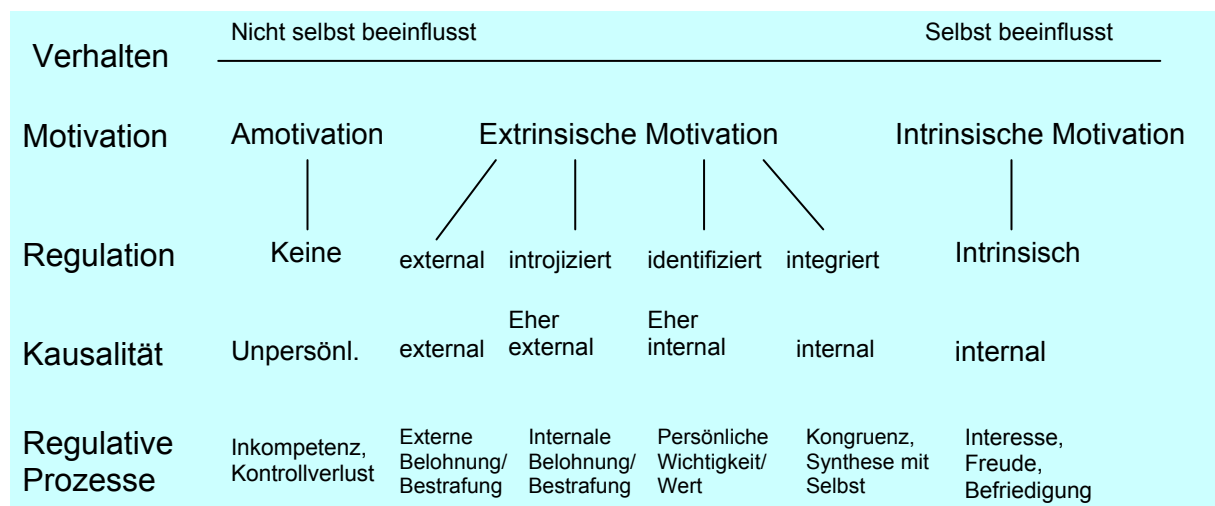 Verhalten Nicht selbst beeinflusst Selbst beeinflusst
Motivation Amotivation Extrinsische Motivation Intrinsische Motivation
Regulation Keine external introjiziert identifiziert integriert Intrinsisch
Kausalität Unpersönl. external Eher external Eher internal internal internal
Regulative Prozesse
Inkompetenz,
Kontrollverlust
Externe
Belohnung/
Bestrafung
Internale
Belohnung/
Bestrafung
Persönliche
Wichtigkeit/
Wert
Kongruenz,
Synthese mit
Selbst
Interesse,
Freude,
Befriedigung